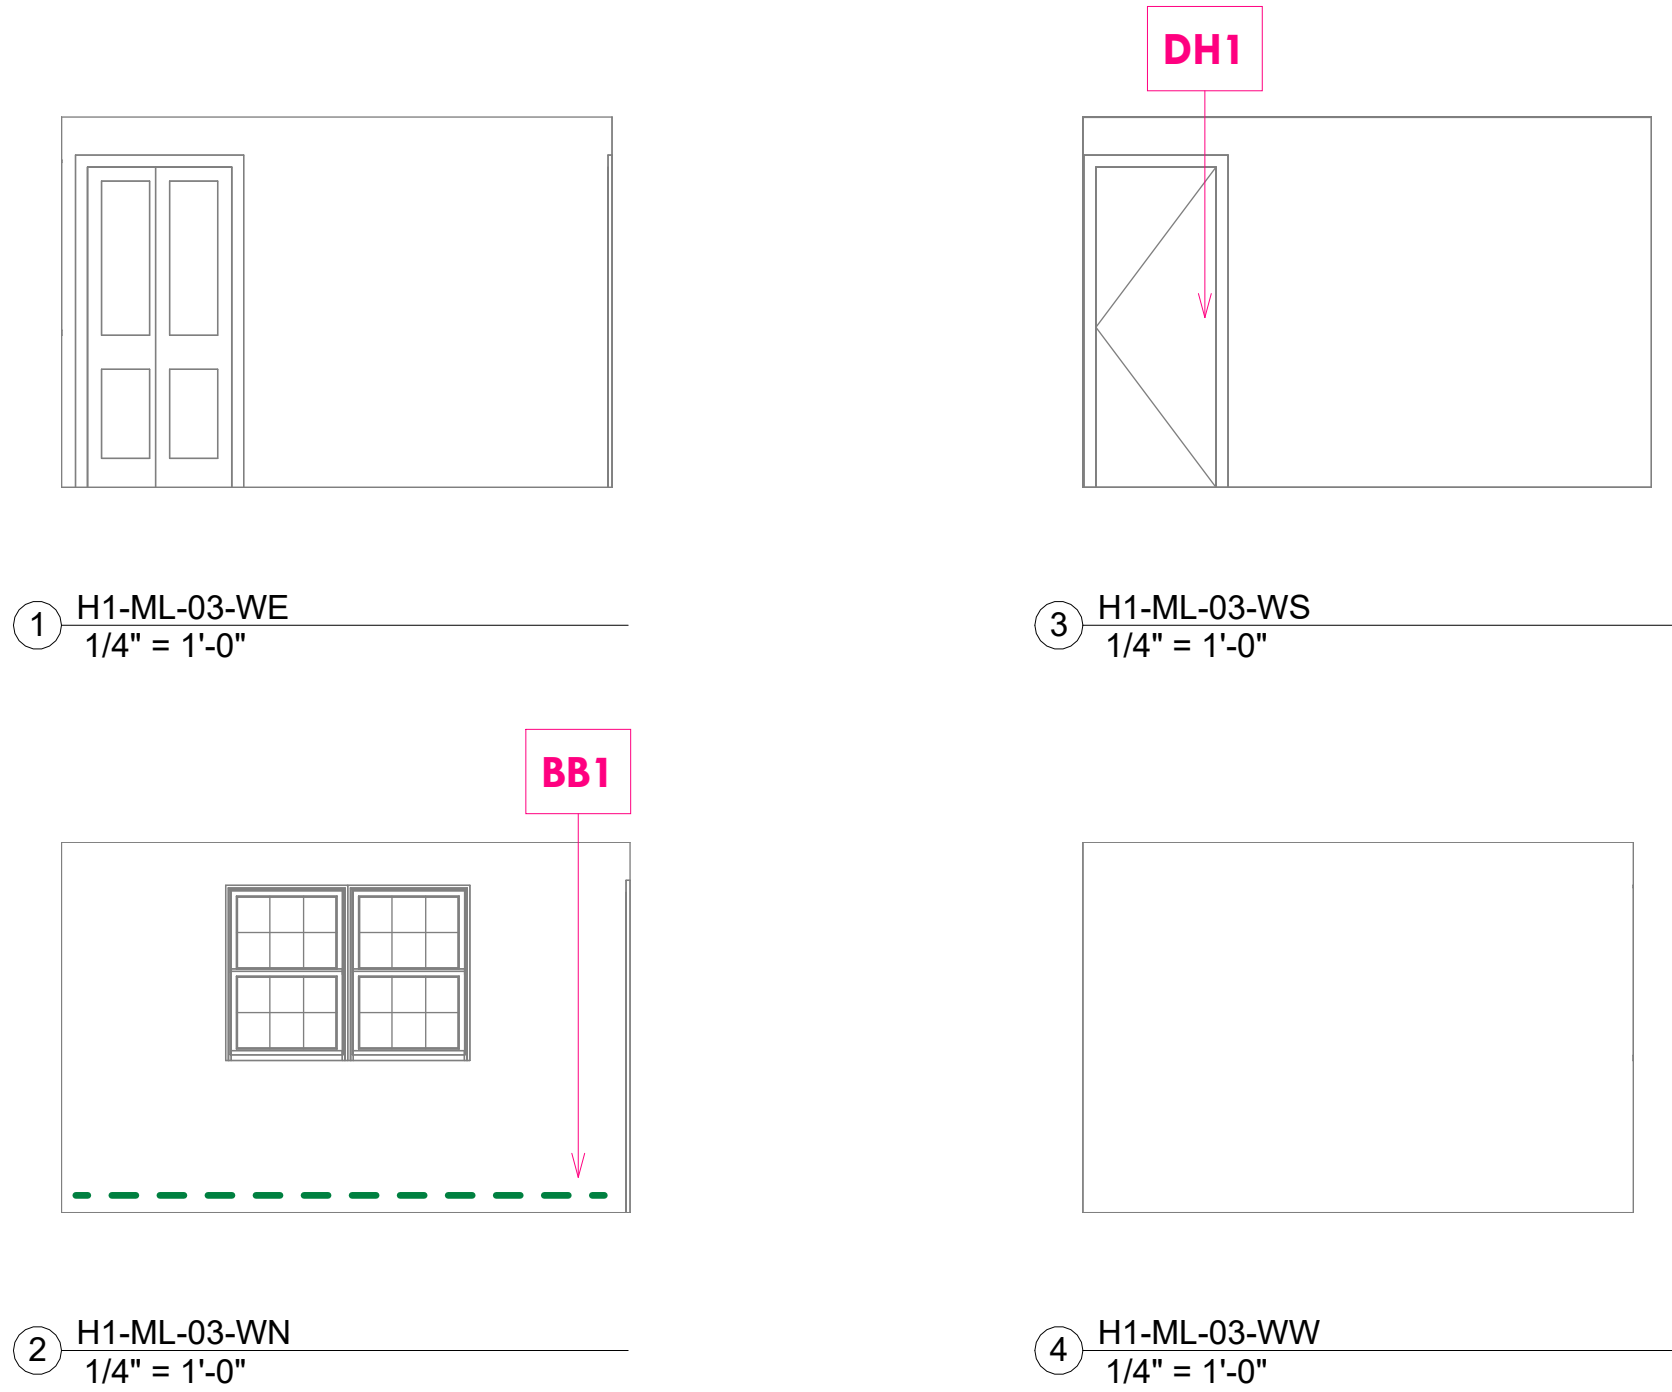 DH1
1 H1-ML-03-WE
1/4" = 1'-0"
3 H1-ML-03-WS
1/4" = 1'-0"
BB1
2 H1-ML-03-WN
1/4" = 1'-0"
4 H1-ML-03-WW
1/4" = 1'-0"